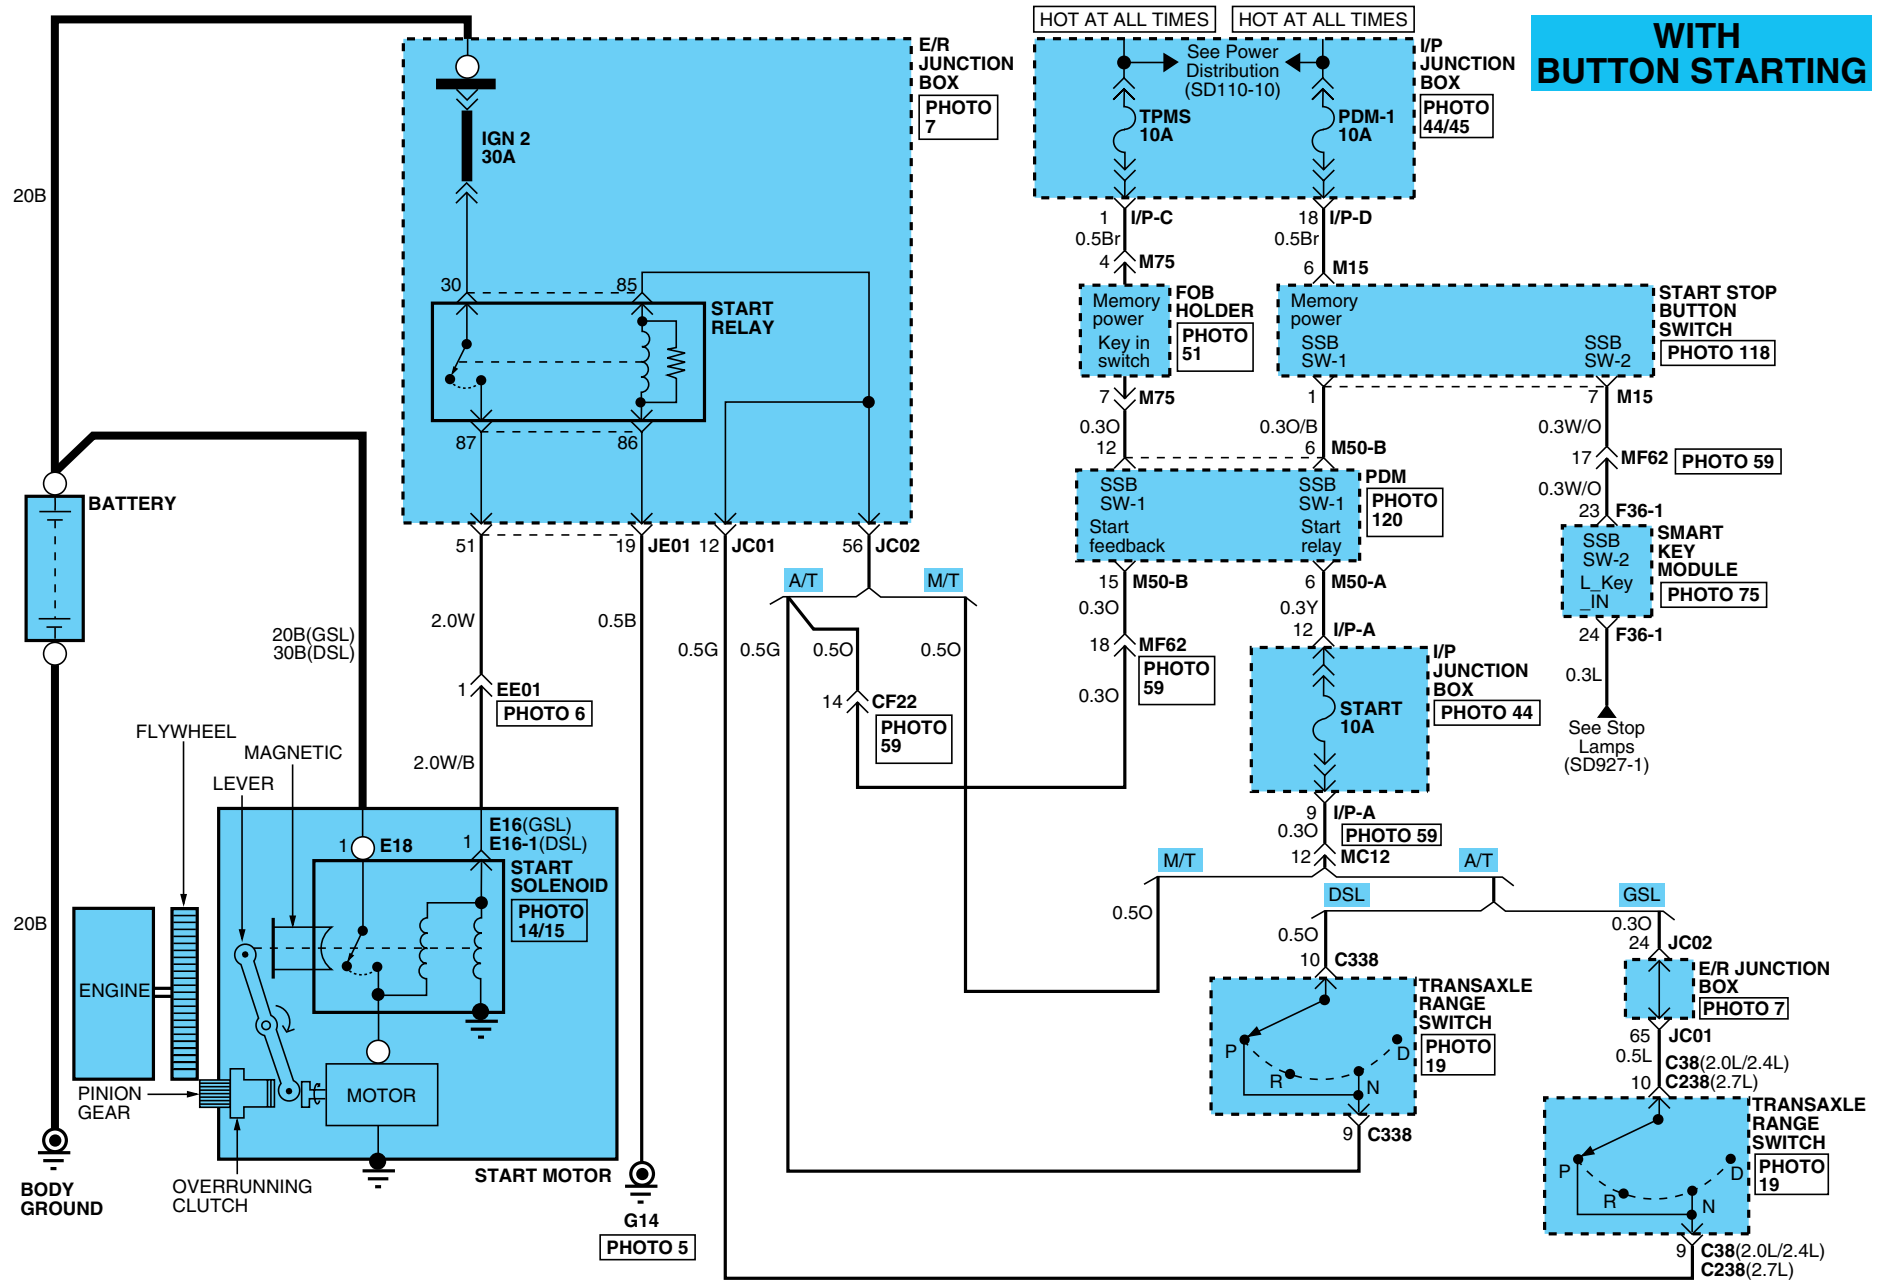 HOT AT ALL TIMES
HOT AT ALL TIMES
WITH
BUTTON STARTING
E/R
JUNCTION
BOX
PHOTO
7
IGN 2
30A
20B
30
85
START
RELAY
87
86
51
19
JE01
12
JC01
56
JC02
See Power
Distribution
(SD110-10)
TPMS
10A
PDM-1
10A
I/P
JUNCTION
BOX
PHOTO
44/45
1
I/P-C
0.5Br
4
M75
18
I/P-D
0.5Br
6
M15
Memory
power
Key in
switch
FOB
HOLDER
PHOTO
51
Memory
power
SSB
SW-1
SSB
SW-2
START STOP
BUTTON
SWITCH
PHOTO 118
7
M75
0.3O
12
1
0.3O/B
6
M50-B
7
M15
0.3W/O
17
MF62
PHOTO 59
0.3W/O
23
F36-1
SSB
SW-1
Start
feedback
SSB
SW-1
Start
relay
PDM
PHOTO
120
SSB
SW-2
L_Key
_IN
SMART
KEY
MODULE
PHOTO 75
24
F36-1
0.3L
See Stop
Lamps
(SD927-1)
15
M50-B
0.3O
18
MF62
PHOTO
59
0.3O
6
M50-A
0.3Y
12
I/P-A
START
10A
I/P
JUNCTION
BOX
PHOTO 44
9
I/P-A
0.3O
PHOTO 59
12
MC12
M/T
A/T
DSL
GSL
0.5O
0.5O
10
C338
TRANSAXLE
RANGE
SWITCH
PHOTO
19
P
R
N
D
9
C338
0.3O
24
JC02
E/R JUNCTION
BOX
PHOTO 7
65
JC01
0.5L
C38(2.0L/2.4L)
10
C238(2.7L)
TRANSAXLE
RANGE
SWITCH
PHOTO
19
P
R
N
D
9
C38(2.0L/2.4L)
C238(2.7L)
A/T
M/T
2.0W
0.5B
0.5G
0.5G
0.5O
0.5O
14
CF22
PHOTO
59
1
EE01
PHOTO 6
2.0W/B
BATTERY
20B(GSL)
30B(DSL)
20B
BODY
GROUND
FLYWHEEL
MAGNETIC
LEVER
1
E18
1
E16(GSL)
E16-1(DSL)
START
SOLENOID
PHOTO
14/15
ENGINE
PINION
GEAR
MOTOR
OVERRUNNING
CLUTCH
START MOTOR
G14
PHOTO 5